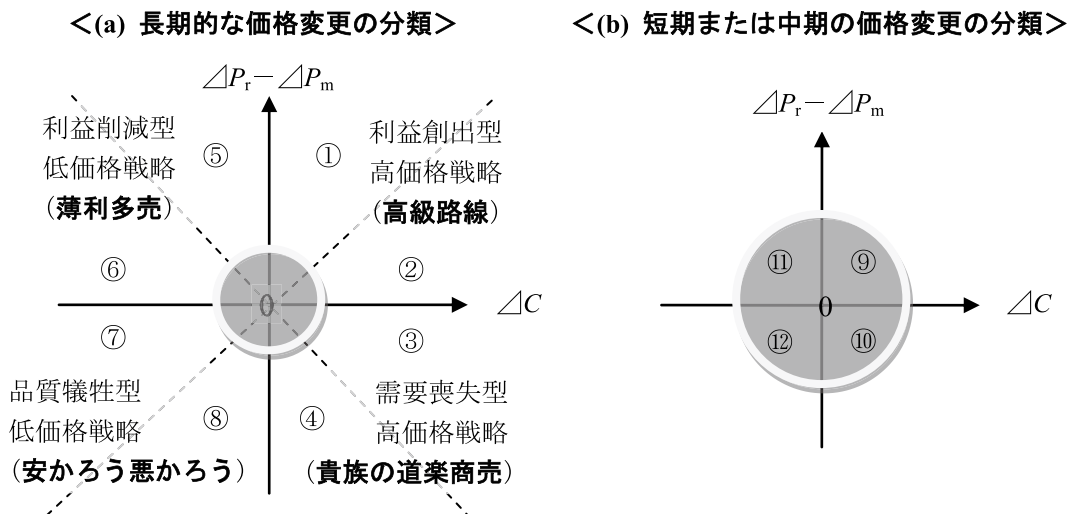 ＜(a) 長期的な価格変更の分類＞
⊿Pr－⊿Pm
利益削減型
低価格戦略
（薄利多売）
⑤
①
利益創出型
高価格戦略
（高級路線）
⑥
②
0
⊿C
⑦
③
品質犠牲型
低価格戦略
（安かろう悪かろう）
⑧
④
需要喪失型
高価格戦略
（貴族の道楽商売）
＜(b) 短期または中期の価格変更の分類＞
⊿Pr－⊿Pm
⑪
⑨
0
⊿C
⑫
⑩